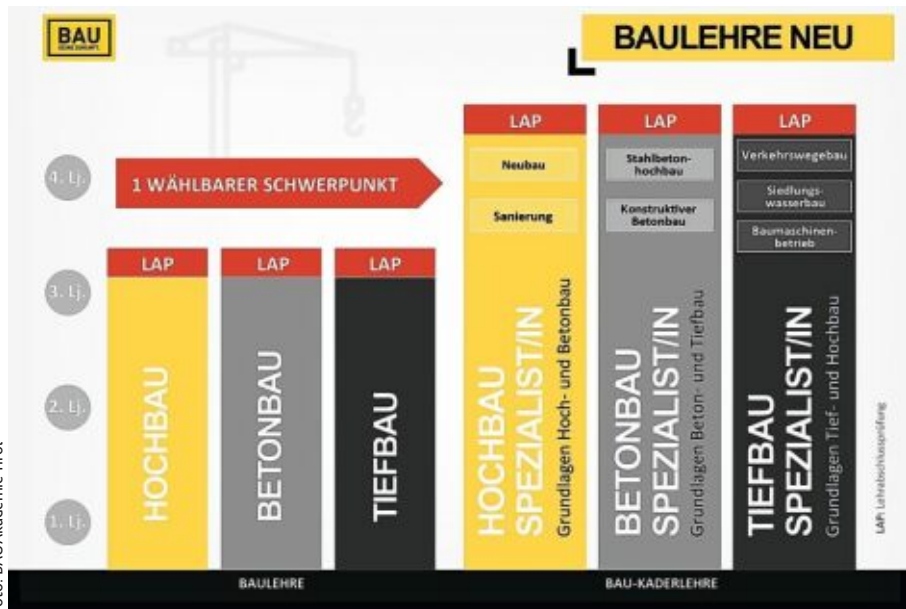 BAU
DEINE ZUKUNFT.
BAULEHRE NEU
4. Lj.
3. Lj.
2. Lj.
1. Lj.
1 WÄHLBARER SCHWERPUNKT
LAP
HOCHBAU
LAP
BETONBAU
LAP
TIEFBAU
BAULEHRE
LAP
Neubau
Sanierung
HOCHBAU
SPEZIALIST/IN
Grundlagen Hoch- und Betonbau
LAP
Stahlbeton-
hochbau
Konstruktiver
Betonbau
BETONBAU
SPEZIALIST/IN
Grundlagen Beton- und Tiefbau
LAP
Verkehrswegebau
Siedlungs-
wasserbau
Baumaschinen-
betrieb
TIEFBAU
SPEZIALIST/IN
Grundlagen Tief- und Hochbau
BAU-KADERLEHRE
LAP: Lehrabschlussprüfung